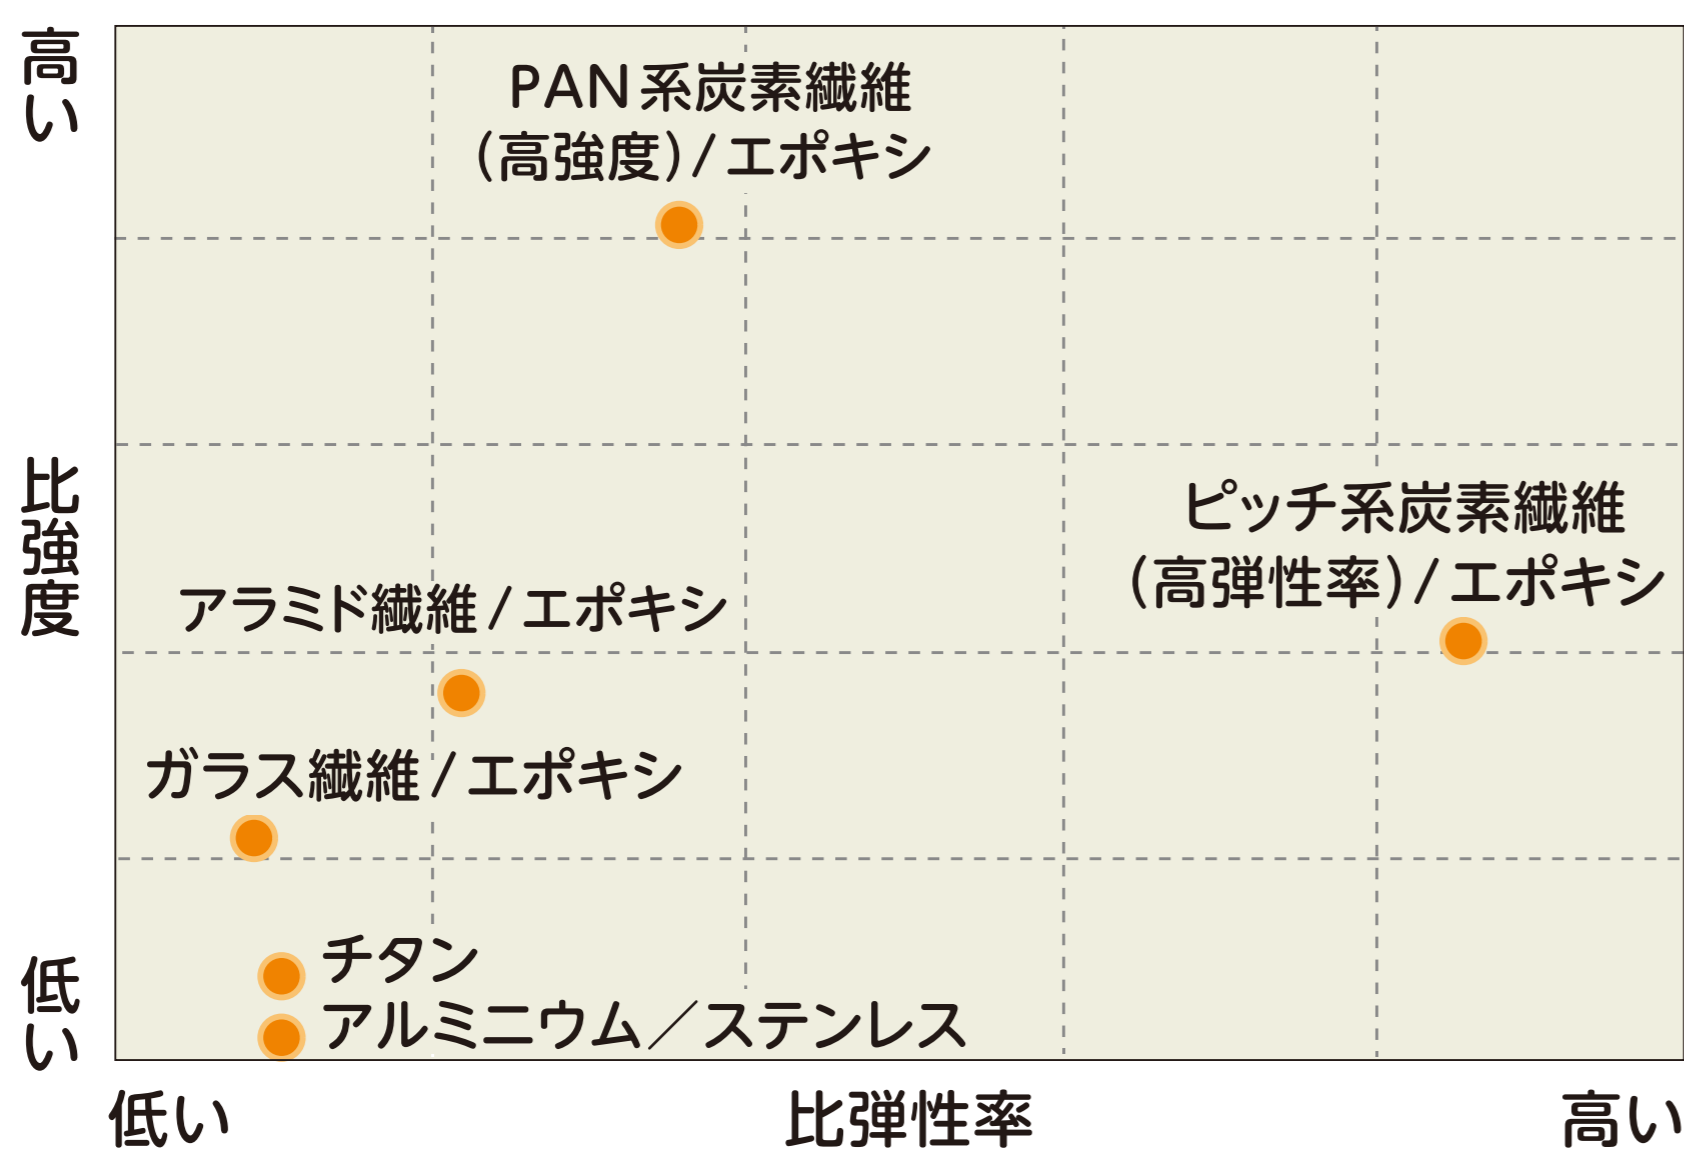 高い
比強度
低い
PAN系炭素繊維
(高強度)/エポキシ
ピッチ系炭素繊維
(高弾性率)/エポキシ
アラミド繊維/エポキシ
ガラス繊維/エポキシ
チタン
アルミニウム／ステンレス
低い
比弾性率
高い